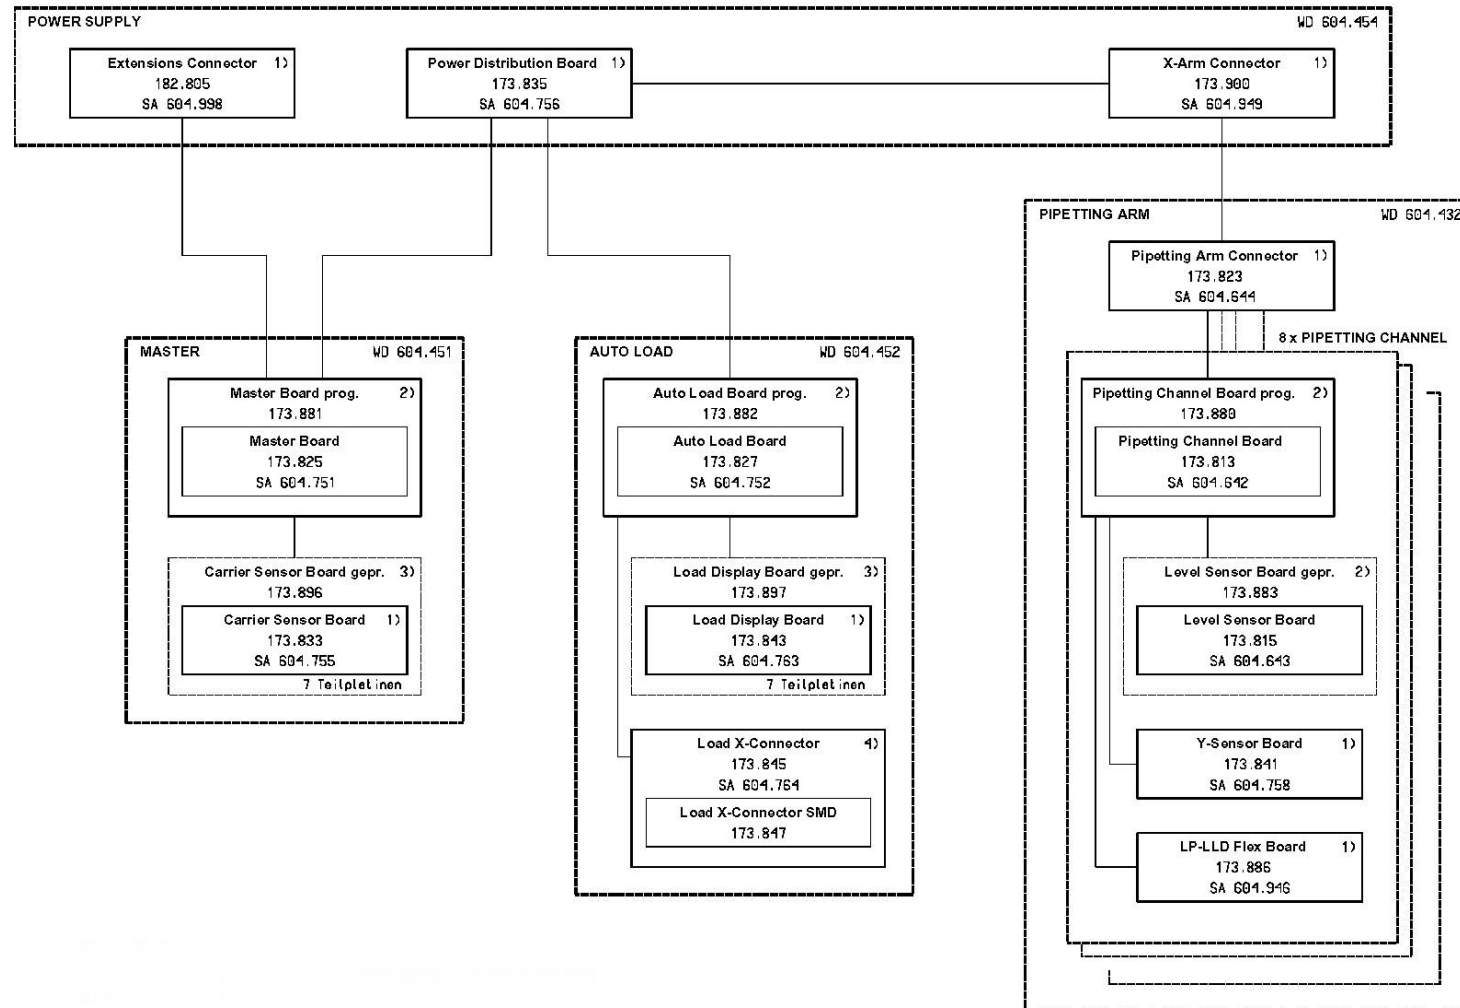 POWER SUPPLY
WD 604.454
Extensions Connector 1)
182.805
SA 604.998
Power Distribution Board 1)
173.835
SA 604.756
X-Arm Connector 1)
173.900
SA 604.949
PIPETTING ARM
WD 604.432
Pipetting Arm Connector 1)
173.823
SA 604.644
8 x PIPETTING CHANNEL
MASTER
WD 604.451
Master Board prog. 2)
173.881
Master Board
173.825
SA 604.751
Carrier Sensor Board gepr. 3)
173.896
Carrier Sensor Board 1)
173.833
SA 604.755
7 Teilplatinen
AUTO LOAD
WD 604.452
Auto Load Board prog. 2)
173.882
Auto Load Board
173.827
SA 604.752
Load Display Board gepr. 3)
173.897
Load Display Board 1)
173.843
SA 604.763
7 Teilplatinen
Load X-Connector 4)
173.845
SA 604.764
Load X-Connector SMD
173.847
Pipetting Channel Board prog. 2)
173.880
Pipetting Channel Board
173.813
SA 604.642
Level Sensor Board gepr. 2)
173.883
Level Sensor Board
173.815
SA 604.643
Y-Sensor Board 1)
173.841
SA 604.758
LP-LLD Flex Board 1)
173.886
SA 604.946